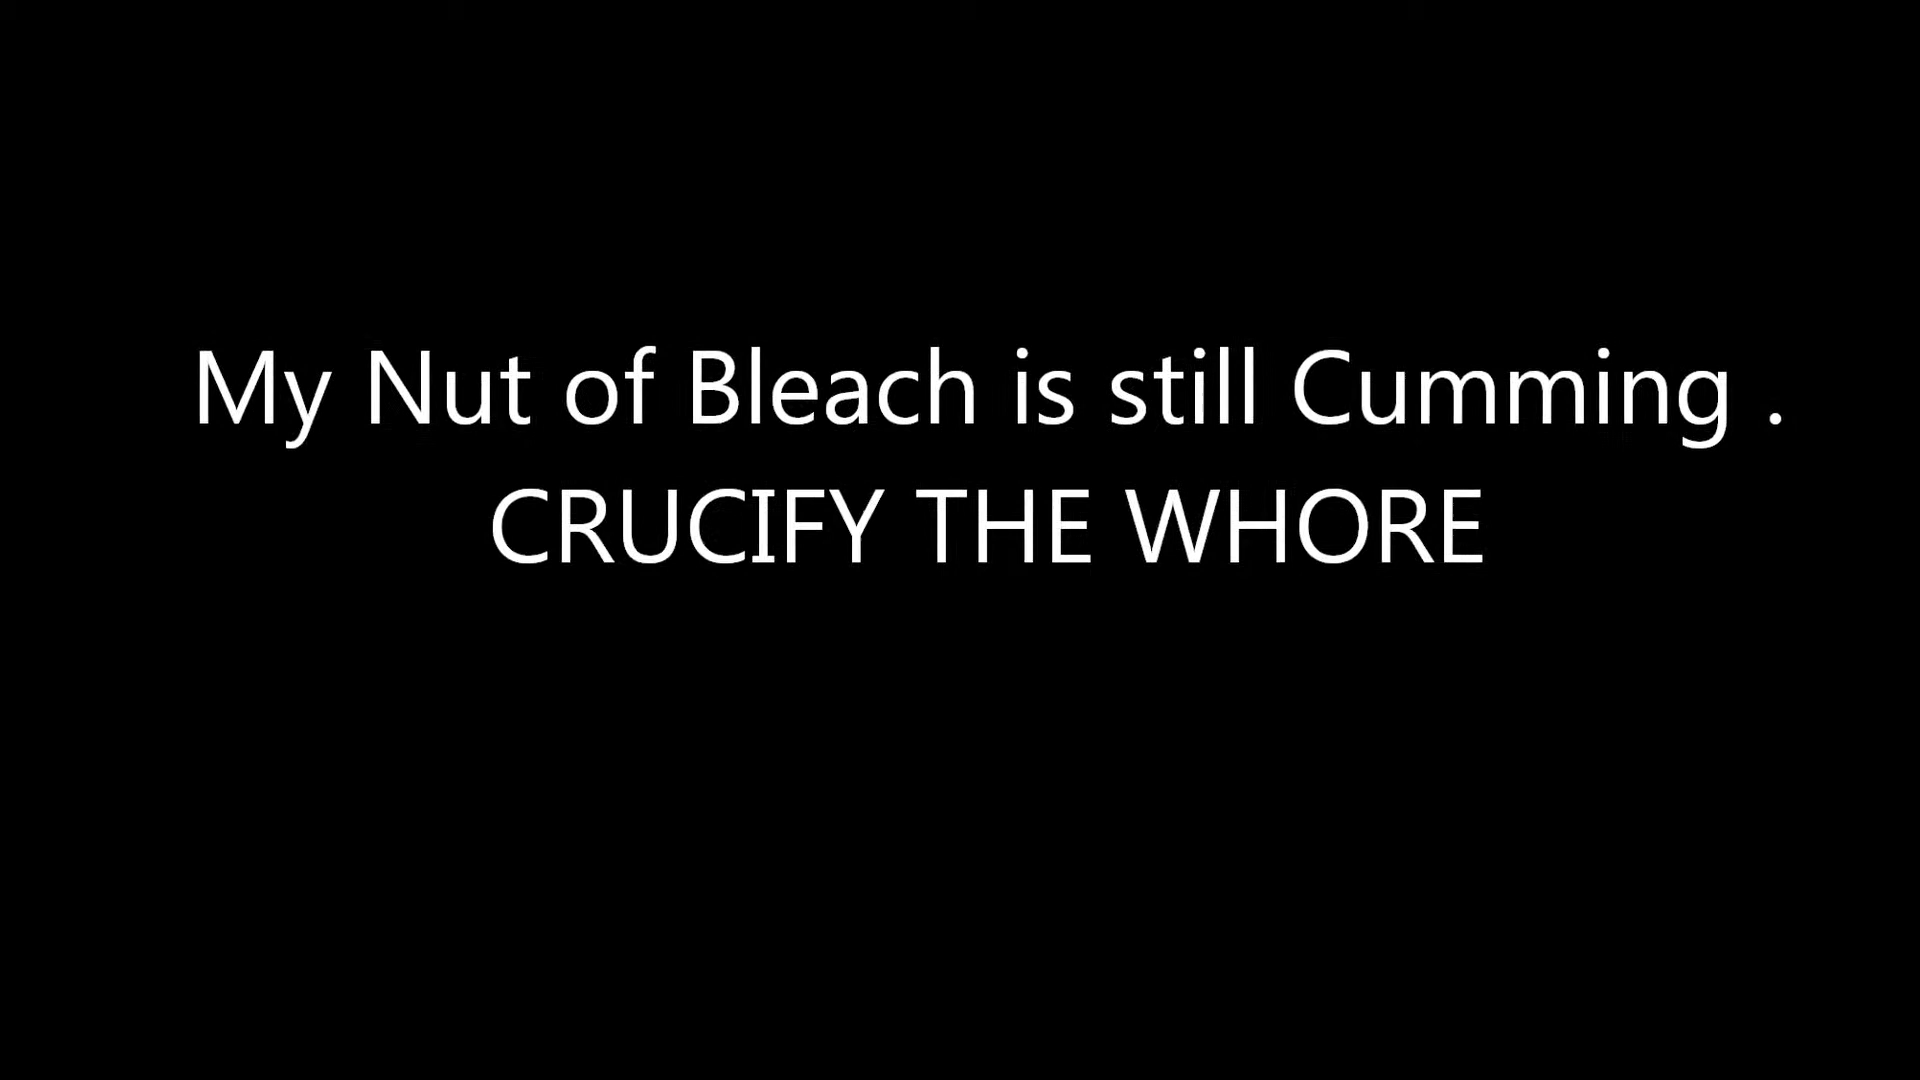 My Nut of Bleach is still Cumming .
CRUCIFY THE WHORE